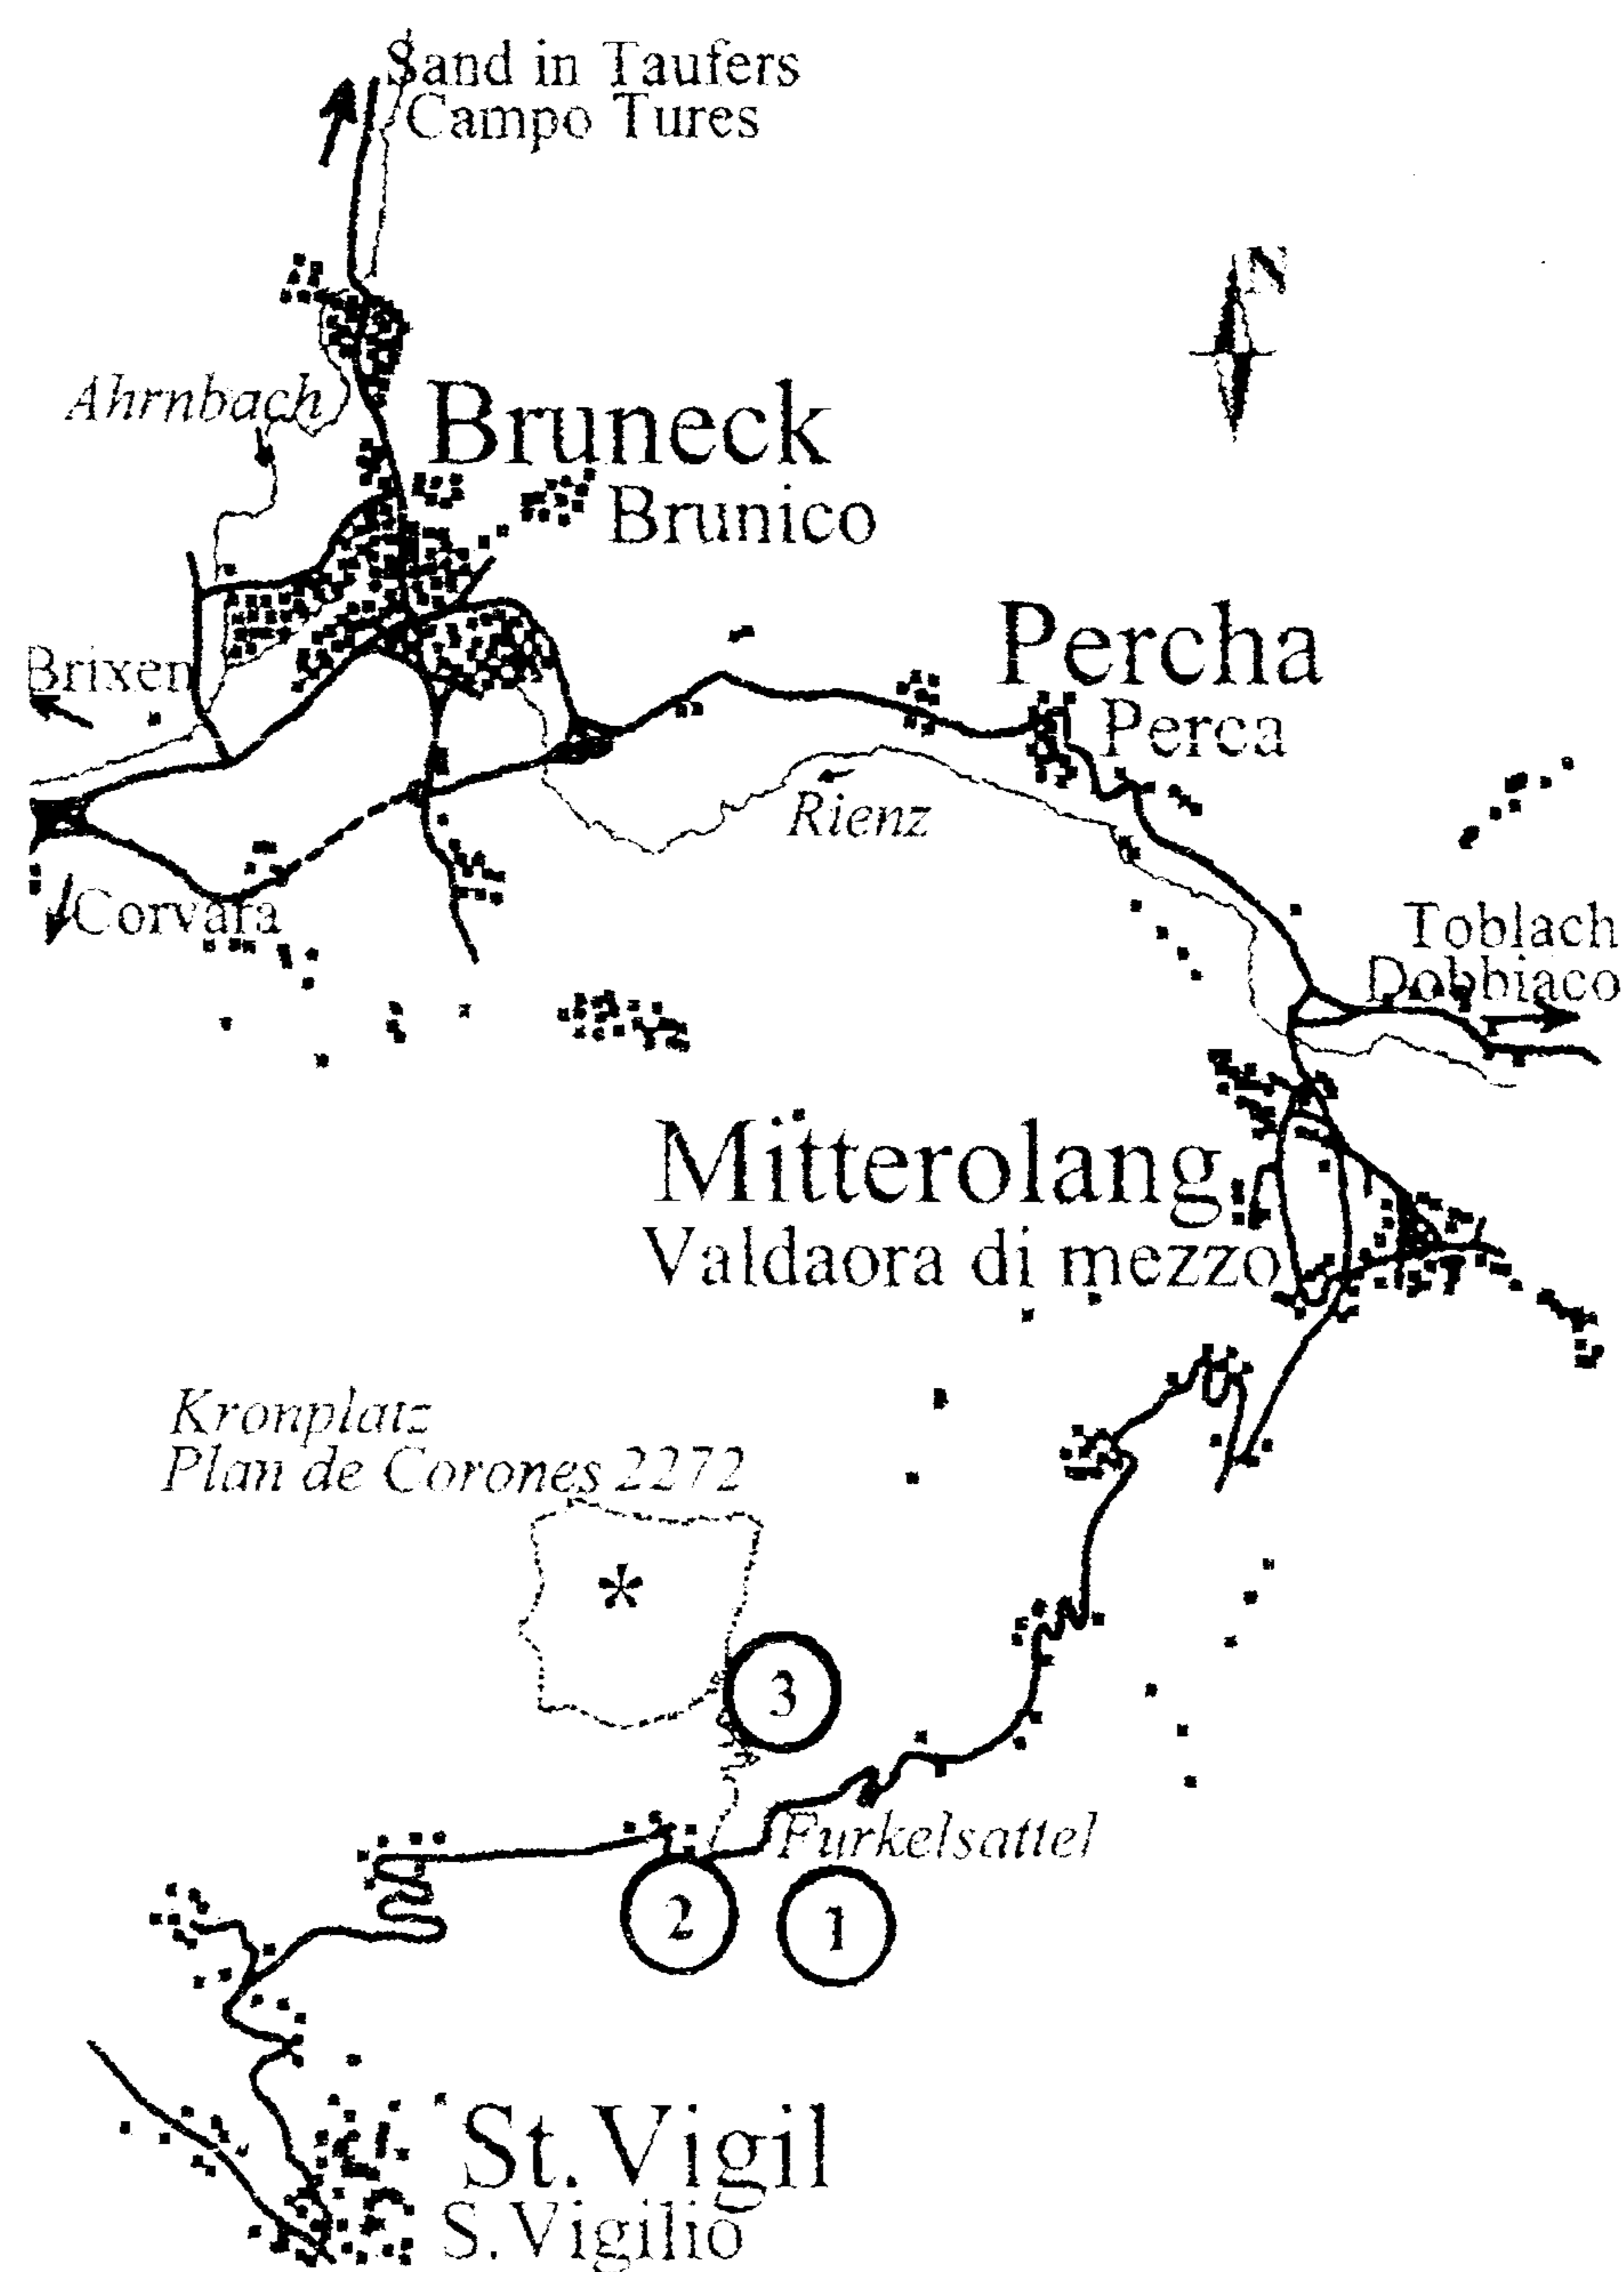 Sand in Taufers
Campo Tures
N
Ahrnbach
Bruneck
Brunico
Percha
Perca
Brixen
Rienz
Corvara
Toblach
Dobbiaco
Mitterolang
Valdaora di mezzo
Kronplatz
Plan de Corones 2272
*
3
Furkelsattel
2
1
St. Vigil
S. Vigilio